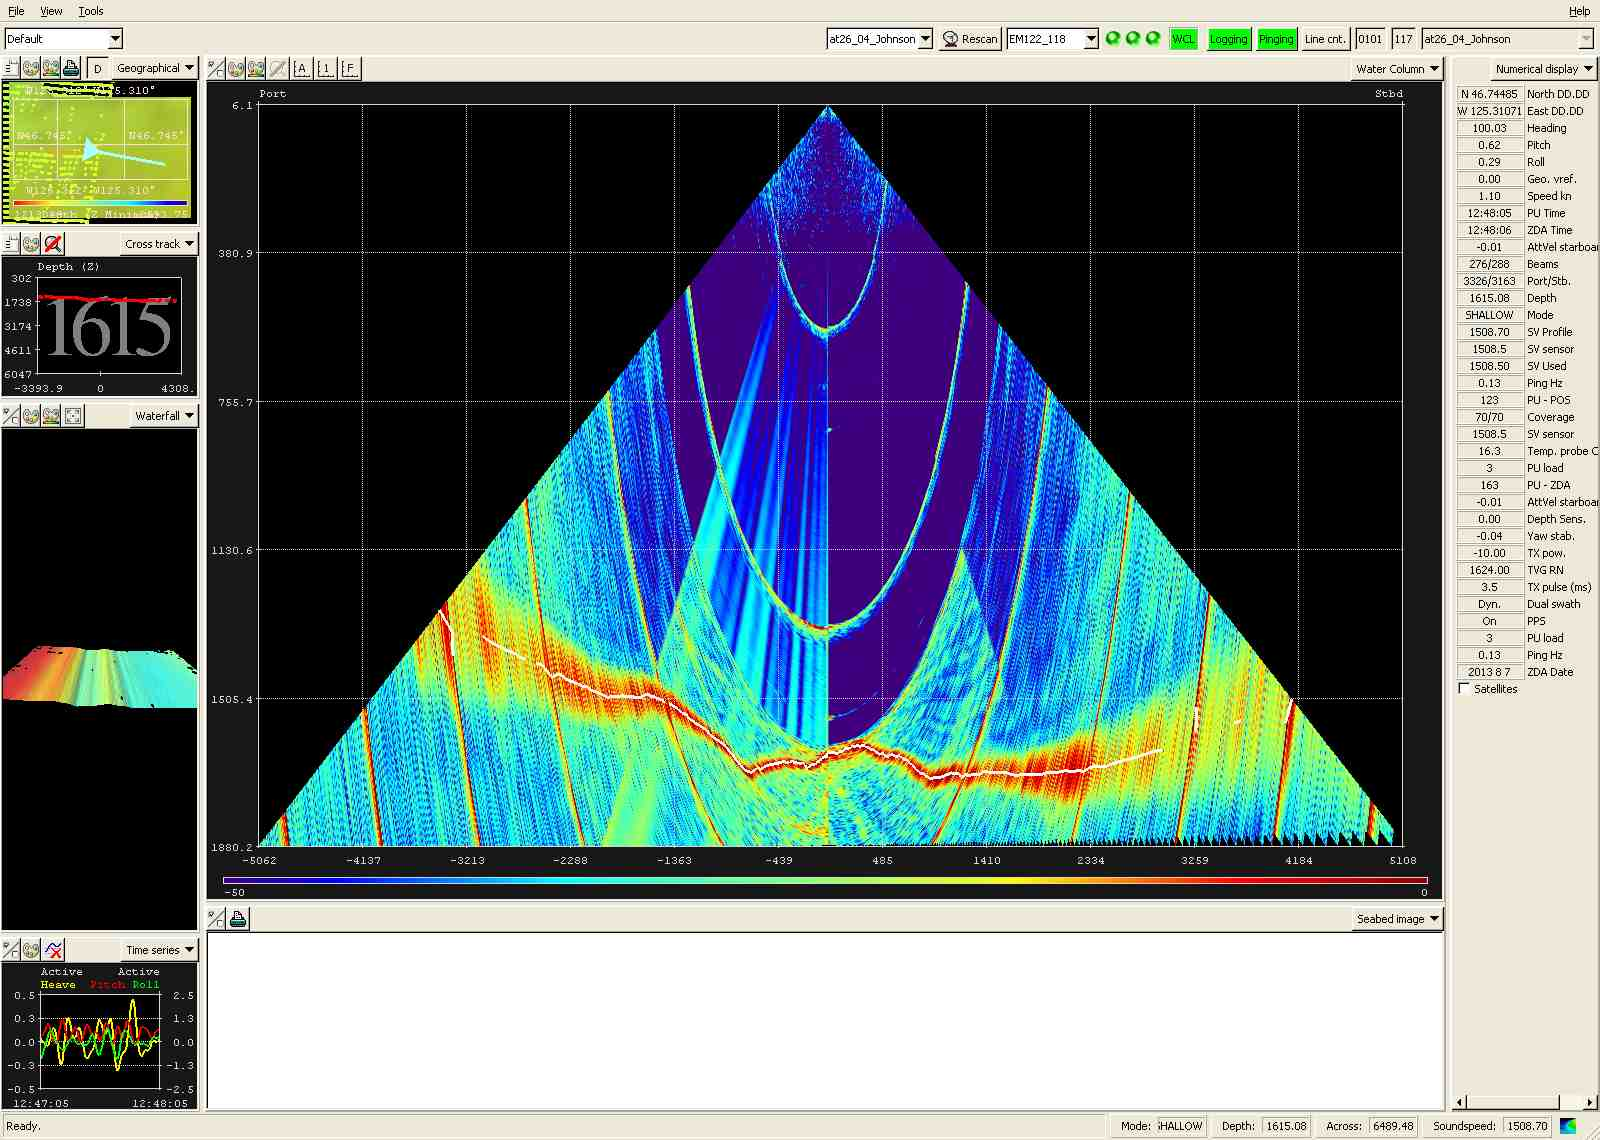 File View Tools Help
Default at26_04_Johnson Rescan EM122_118 WCL Logging Pinging Line cnt. 0101 117 at26_04_Johnson
D Geographical
N46.745° N46.745°
W125.310°
Cross track
Depth (Z)
302
1738
3174
4611
6047
1615
-3393.9 0 4308.
Waterfall
Time series
Active Active
Heave Pitch Roll
0.5 2.5
0.3 1.3
0.0 0.0
-0.3 -1.3
-0.5 -2.5
12:47:05 12:48:05
A 1 F Water Column
Port Stbd
6.1
380.9
755.7
1130.6
1505.4
1880.2
-5062 -4137 -3213 -2288 -1363 -439 485 1410 2334 3259 4184 5108
-50 0
Seabed image
Numerical display
N 46.74485 North DD.DD
W 125.31071 East DD.DD
100.03 Heading
0.62 Pitch
0.29 Roll
0.00 Geo. vref.
1.10 Speed kn
12:48:05 PU Time
12:48:06 ZDA Time
-0.01 AttVel starboar
276/288 Beams
3326/3163 Port/Stb.
1615.08 Depth
SHALLOW Mode
1508.70 SV Profile
1508.5 SV sensor
1508.50 SV Used
0.13 Ping Hz
123 PU - POS
70/70 Coverage
1508.5 SV sensor
16.3 Temp. probe C
3 PU load
163 PU - ZDA
-0.01 AttVel starboar
0.00 Depth Sens.
-0.04 Yaw stab.
-10.00 TX pow.
1624.00 TVG RN
3.5 TX pulse (ms)
Dyn. Dual swath
On PPS
3 PU load
0.13 Ping Hz
2013 8 7 ZDA Date
Satellites
Ready. Mode: HALLOW Depth: 1615.08 Across: 6489.48 Soundspeed: 1508.70